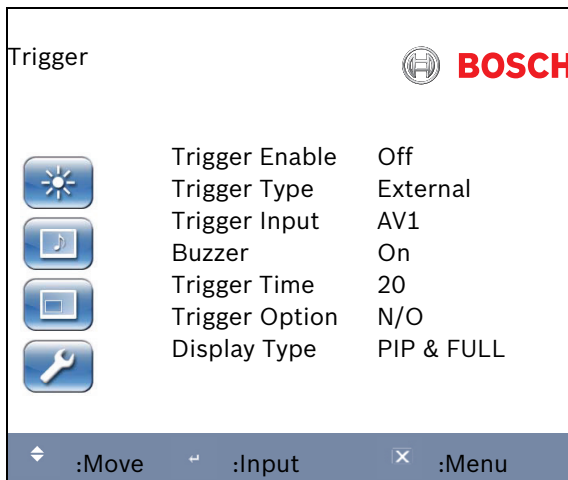 Trigger
BOSCH
Trigger Enable Off
Trigger Type External
Trigger Input AV1
Buzzer On
Trigger Time 20
Trigger Option N/O
Display Type PIP & FULL
:Move :Input :Menu